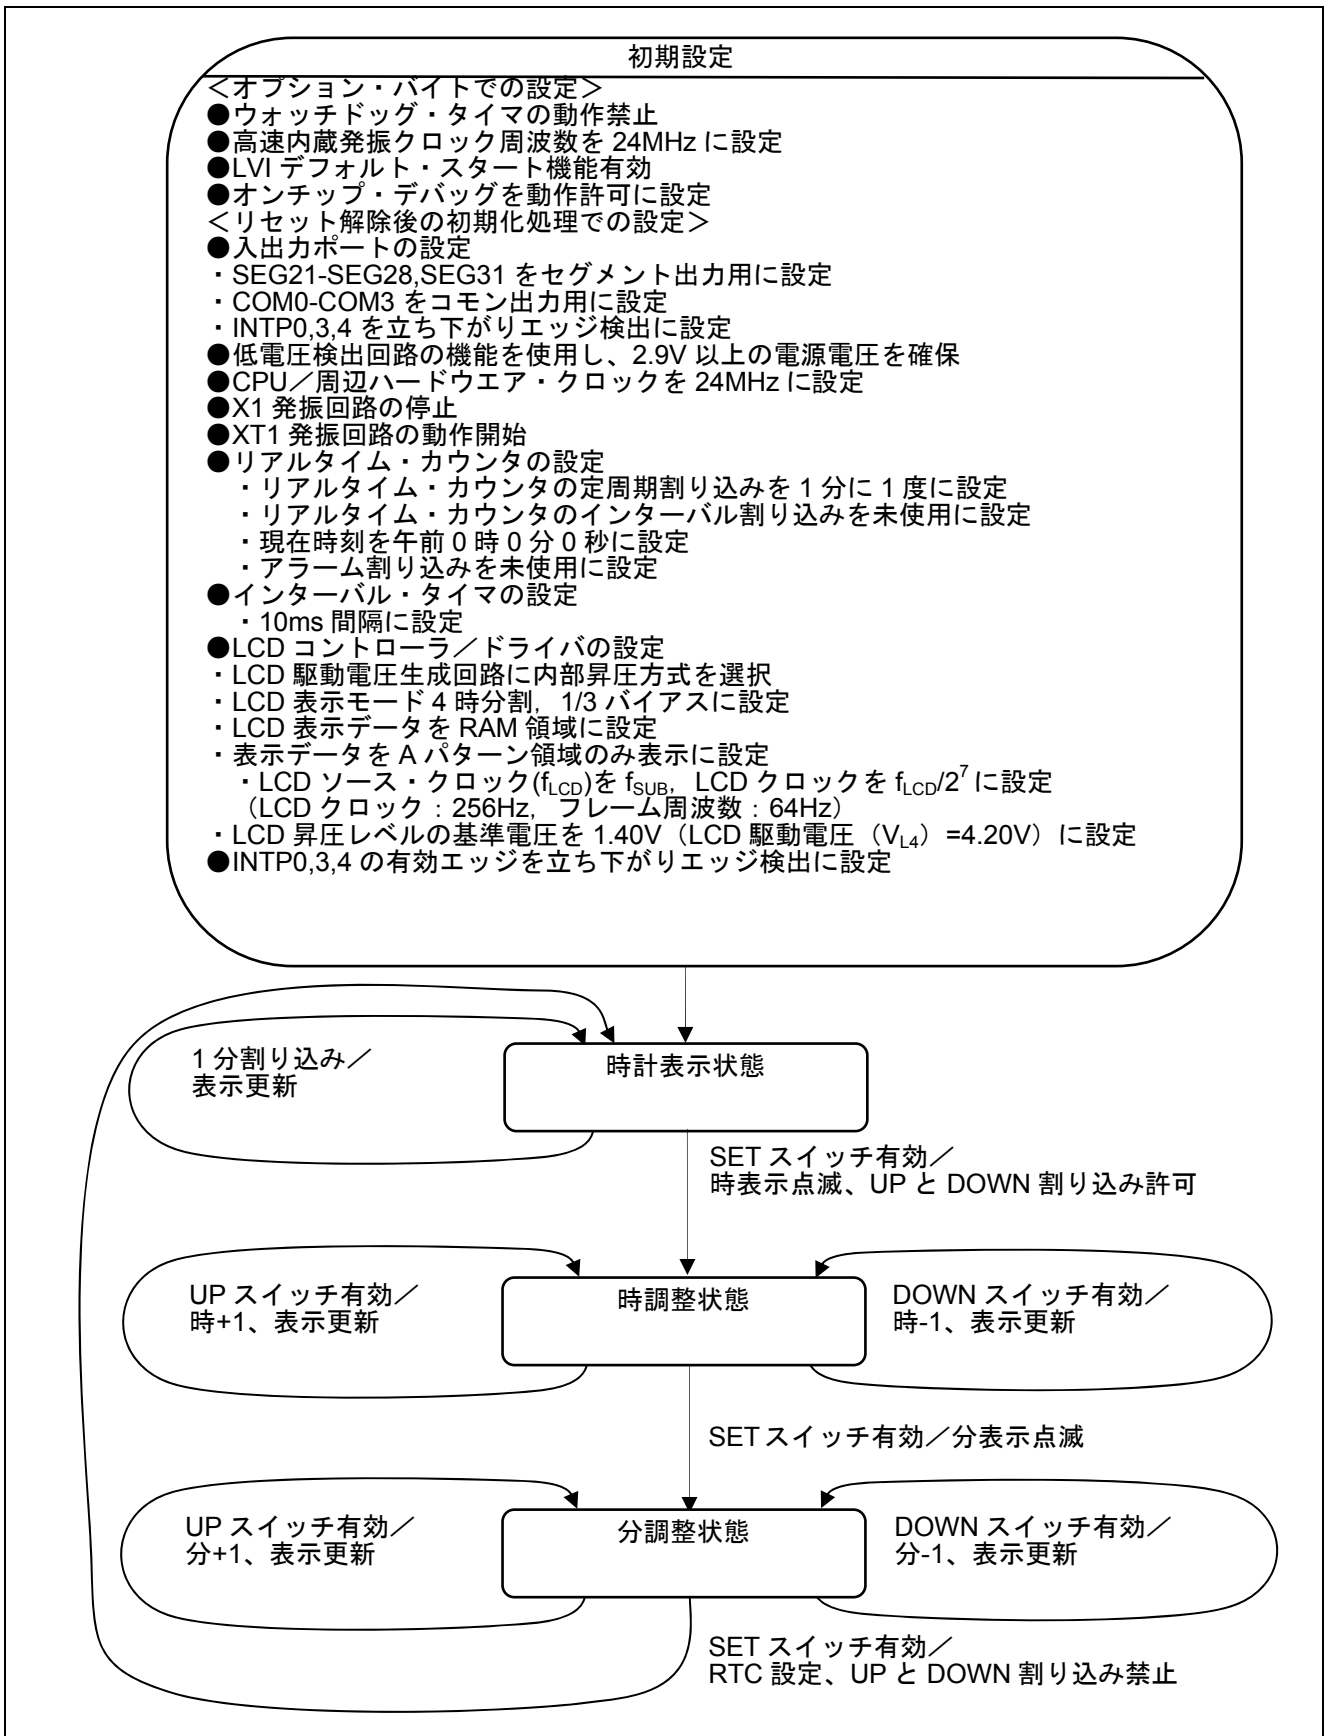 初期設定
＜オプション・バイトでの設定＞
●ウォッチドッグ・タイマの動作禁止
●高速内蔵発振クロック周波数を 24MHz に設定
●LVI デフォルト・スタート機能有効
●オンチップ・デバッグを動作許可に設定
＜リセット解除後の初期化処理での設定＞
●入出力ポートの設定
・SEG21-SEG28,SEG31 をセグメント出力用に設定
・COM0-COM3 をコモン出力用に設定
・INTP0,3,4 を立ち下がりエッジ検出に設定
●低電圧検出回路の機能を使用し、2.9V 以上の電源電圧を確保
●CPU／周辺ハードウエア・クロックを 24MHz に設定
●X1 発振回路の停止
●XT1 発振回路の動作開始
●リアルタイム・カウンタの設定
・リアルタイム・カウンタの定周期割り込みを 1 分に 1 度に設定
・リアルタイム・カウンタのインターバル割り込みを未使用に設定
・現在時刻を午前 0 時 0 分 0 秒に設定
・アラーム割り込みを未使用に設定
●インターバル・タイマの設定
・10ms 間隔に設定
●LCD コントローラ／ドライバの設定
・LCD 駆動電圧生成回路に内部昇圧方式を選択
・LCD 表示モード 4 時分割，1/3 バイアスに設定
・LCD 表示データを RAM 領域に設定
・表示データを A パターン領域のみ表示に設定
・LCD ソース・クロック(fLCD)を fSUB，LCD クロックを fLCD/2⁷ に設定
（LCD クロック：256Hz，フレーム周波数：64Hz）
・LCD 昇圧レベルの基準電圧を 1.40V（LCD 駆動電圧（VL4）=4.20V）に設定
●INTP0,3,4 の有効エッジを立ち下がりエッジ検出に設定
1 分割り込み／
表示更新
時計表示状態
SET スイッチ有効／
時表示点滅、UP と DOWN 割り込み許可
UP スイッチ有効／
時+1、表示更新
時調整状態
DOWN スイッチ有効／
時-1、表示更新
SET スイッチ有効／分表示点滅
UP スイッチ有効／
分+1、表示更新
分調整状態
DOWN スイッチ有効／
分-1、表示更新
SET スイッチ有効／
RTC 設定、UP と DOWN 割り込み禁止